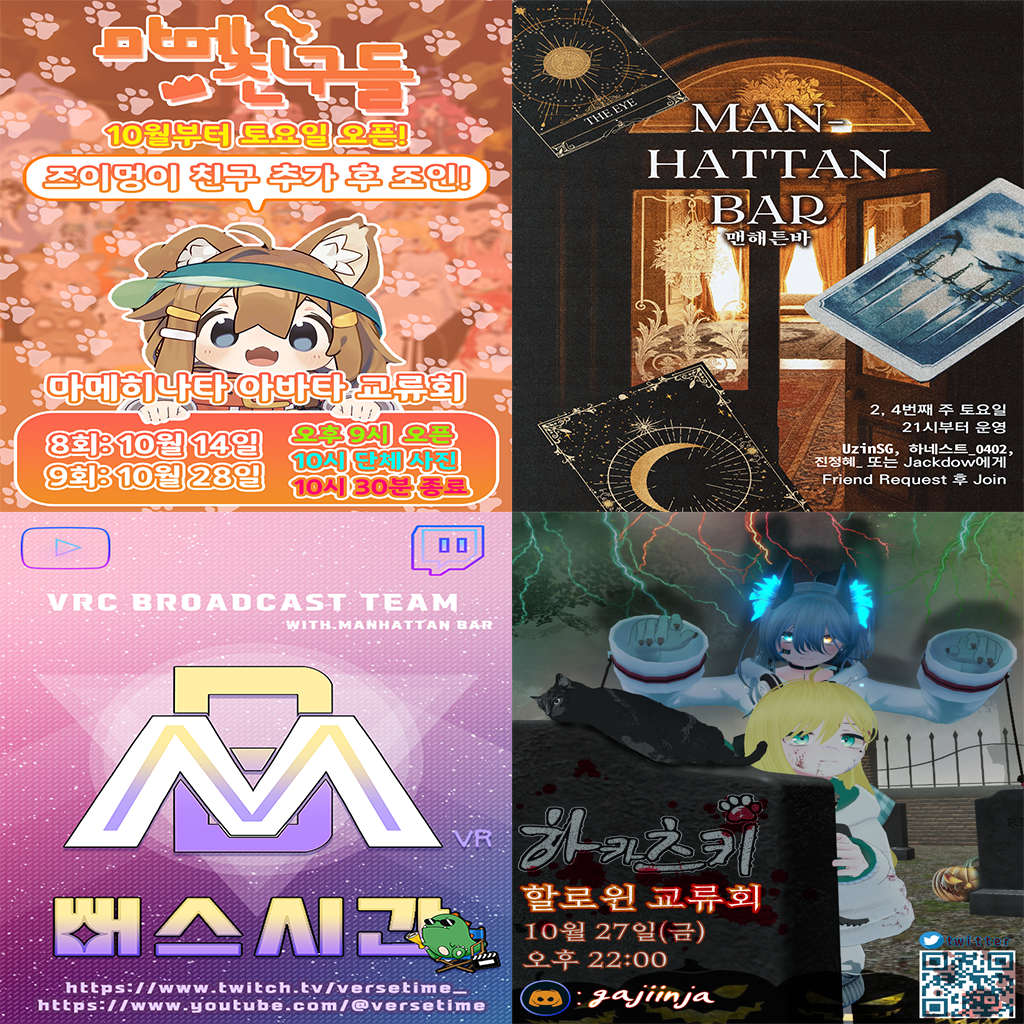 마메친구들
10월부터 토요일 오픈!
즈이멍이 친구 추가 후 조인!
마메히나타 아바타 교류회
8회: 10월 14일
9회: 10월 28일
오후 9시 오픈
10시 단체 사진
10시 30분 종료
THE EYE
MAN-
HATTAN
BAR
맨해튼바
2, 4번째 주 토요일
21시부터 운영
UzinSG, 하네스트_0402,
진정혜_ 또는 Jackdow에게
Friend Request 후 Join
VRC BROADCAST TEAM
WITH.MANHATTAN BAR
VR
버스시간
https://www.twitch.tv/versetime_
https://www.youtube.com/@versetime
하카츠키
할로윈 교류회
10월 27일(금)
오후 22:00
: gajiinja
twitter